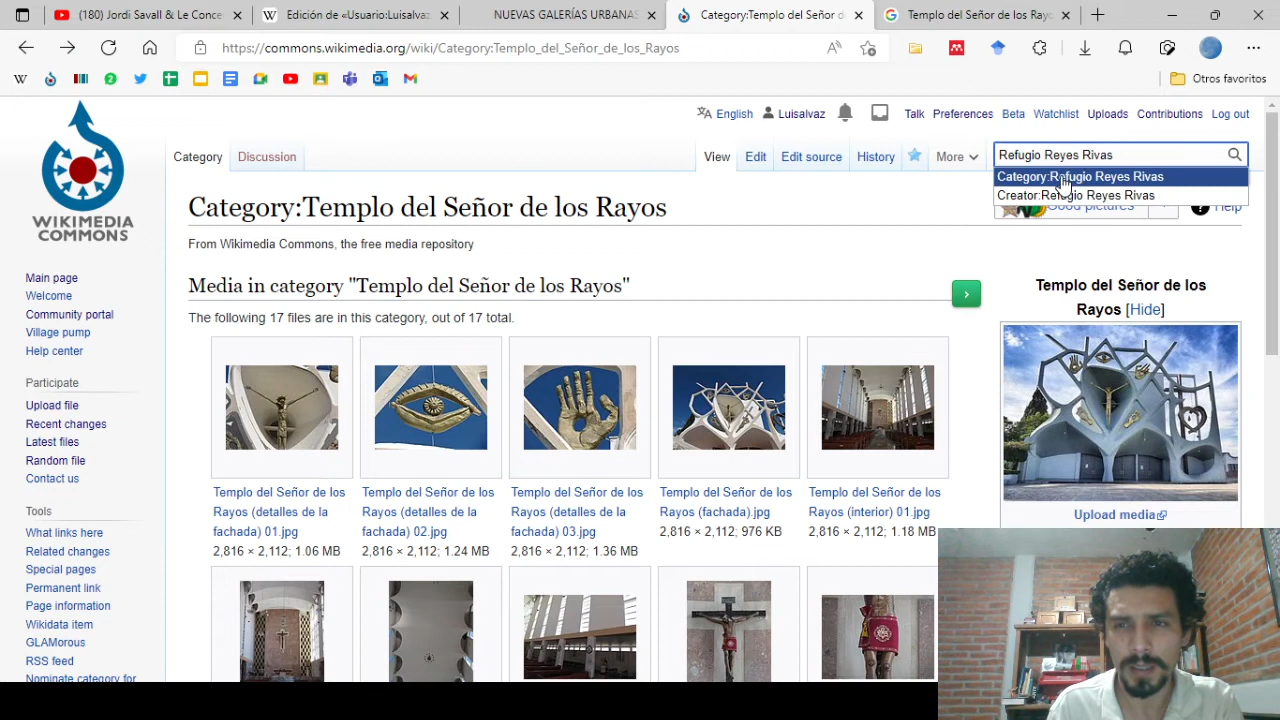 (180) Jordi Savall & Le Conce
Edición de «Usuario:Luisalvaz.
NUEVAS GALERÍAS URBANAS
Category:Templo del Señor d
Templo del Señor de los Rayo
https://commons.wikimedia.org/wiki/Category:Templo_del_Señor_de_los_Rayos
Otros favoritos
English
Luisalvaz
Talk
Preferences
Beta
Watchlist
Uploads
Contributions
Log out
Category
Discussion
View
Edit
Edit source
History
More
Refugio Reyes Rivas
Category:Refugio Reyes Rivas
Creator:Refugio Reyes Rivas
Good pictures
Help
WIKIMEDIA
COMMONS
Category:Templo del Señor de los Rayos
From Wikimedia Commons, the free media repository
Media in category "Templo del Señor de los Rayos"
The following 17 files are in this category, out of 17 total.
Main page
Welcome
Community portal
Village pump
Help center
Participate
Upload file
Recent changes
Latest files
Random file
Contact us
Tools
What links here
Related changes
Special pages
Permanent link
Page information
Wikidata item
GLAMorous
RSS feed
Nominate category for
Templo del Señor de los
Rayos (detalles de la
fachada) 01.jpg
2,816 × 2,112; 1.06 MB
Templo del Señor de los
Rayos (detalles de la
fachada) 02.jpg
2,816 × 2,112; 1.24 MB
Templo del Señor de los
Rayos (detalles de la
fachada) 03.jpg
2,816 × 2,112; 1.36 MB
Templo del Señor de los
Rayos (fachada).jpg
2,816 × 2,112; 976 KB
Templo del Señor de los
Rayos (interior) 01.jpg
2,816 × 2,112; 1.18 MB
Templo del Señor de los
Rayos [Hide]
Upload media